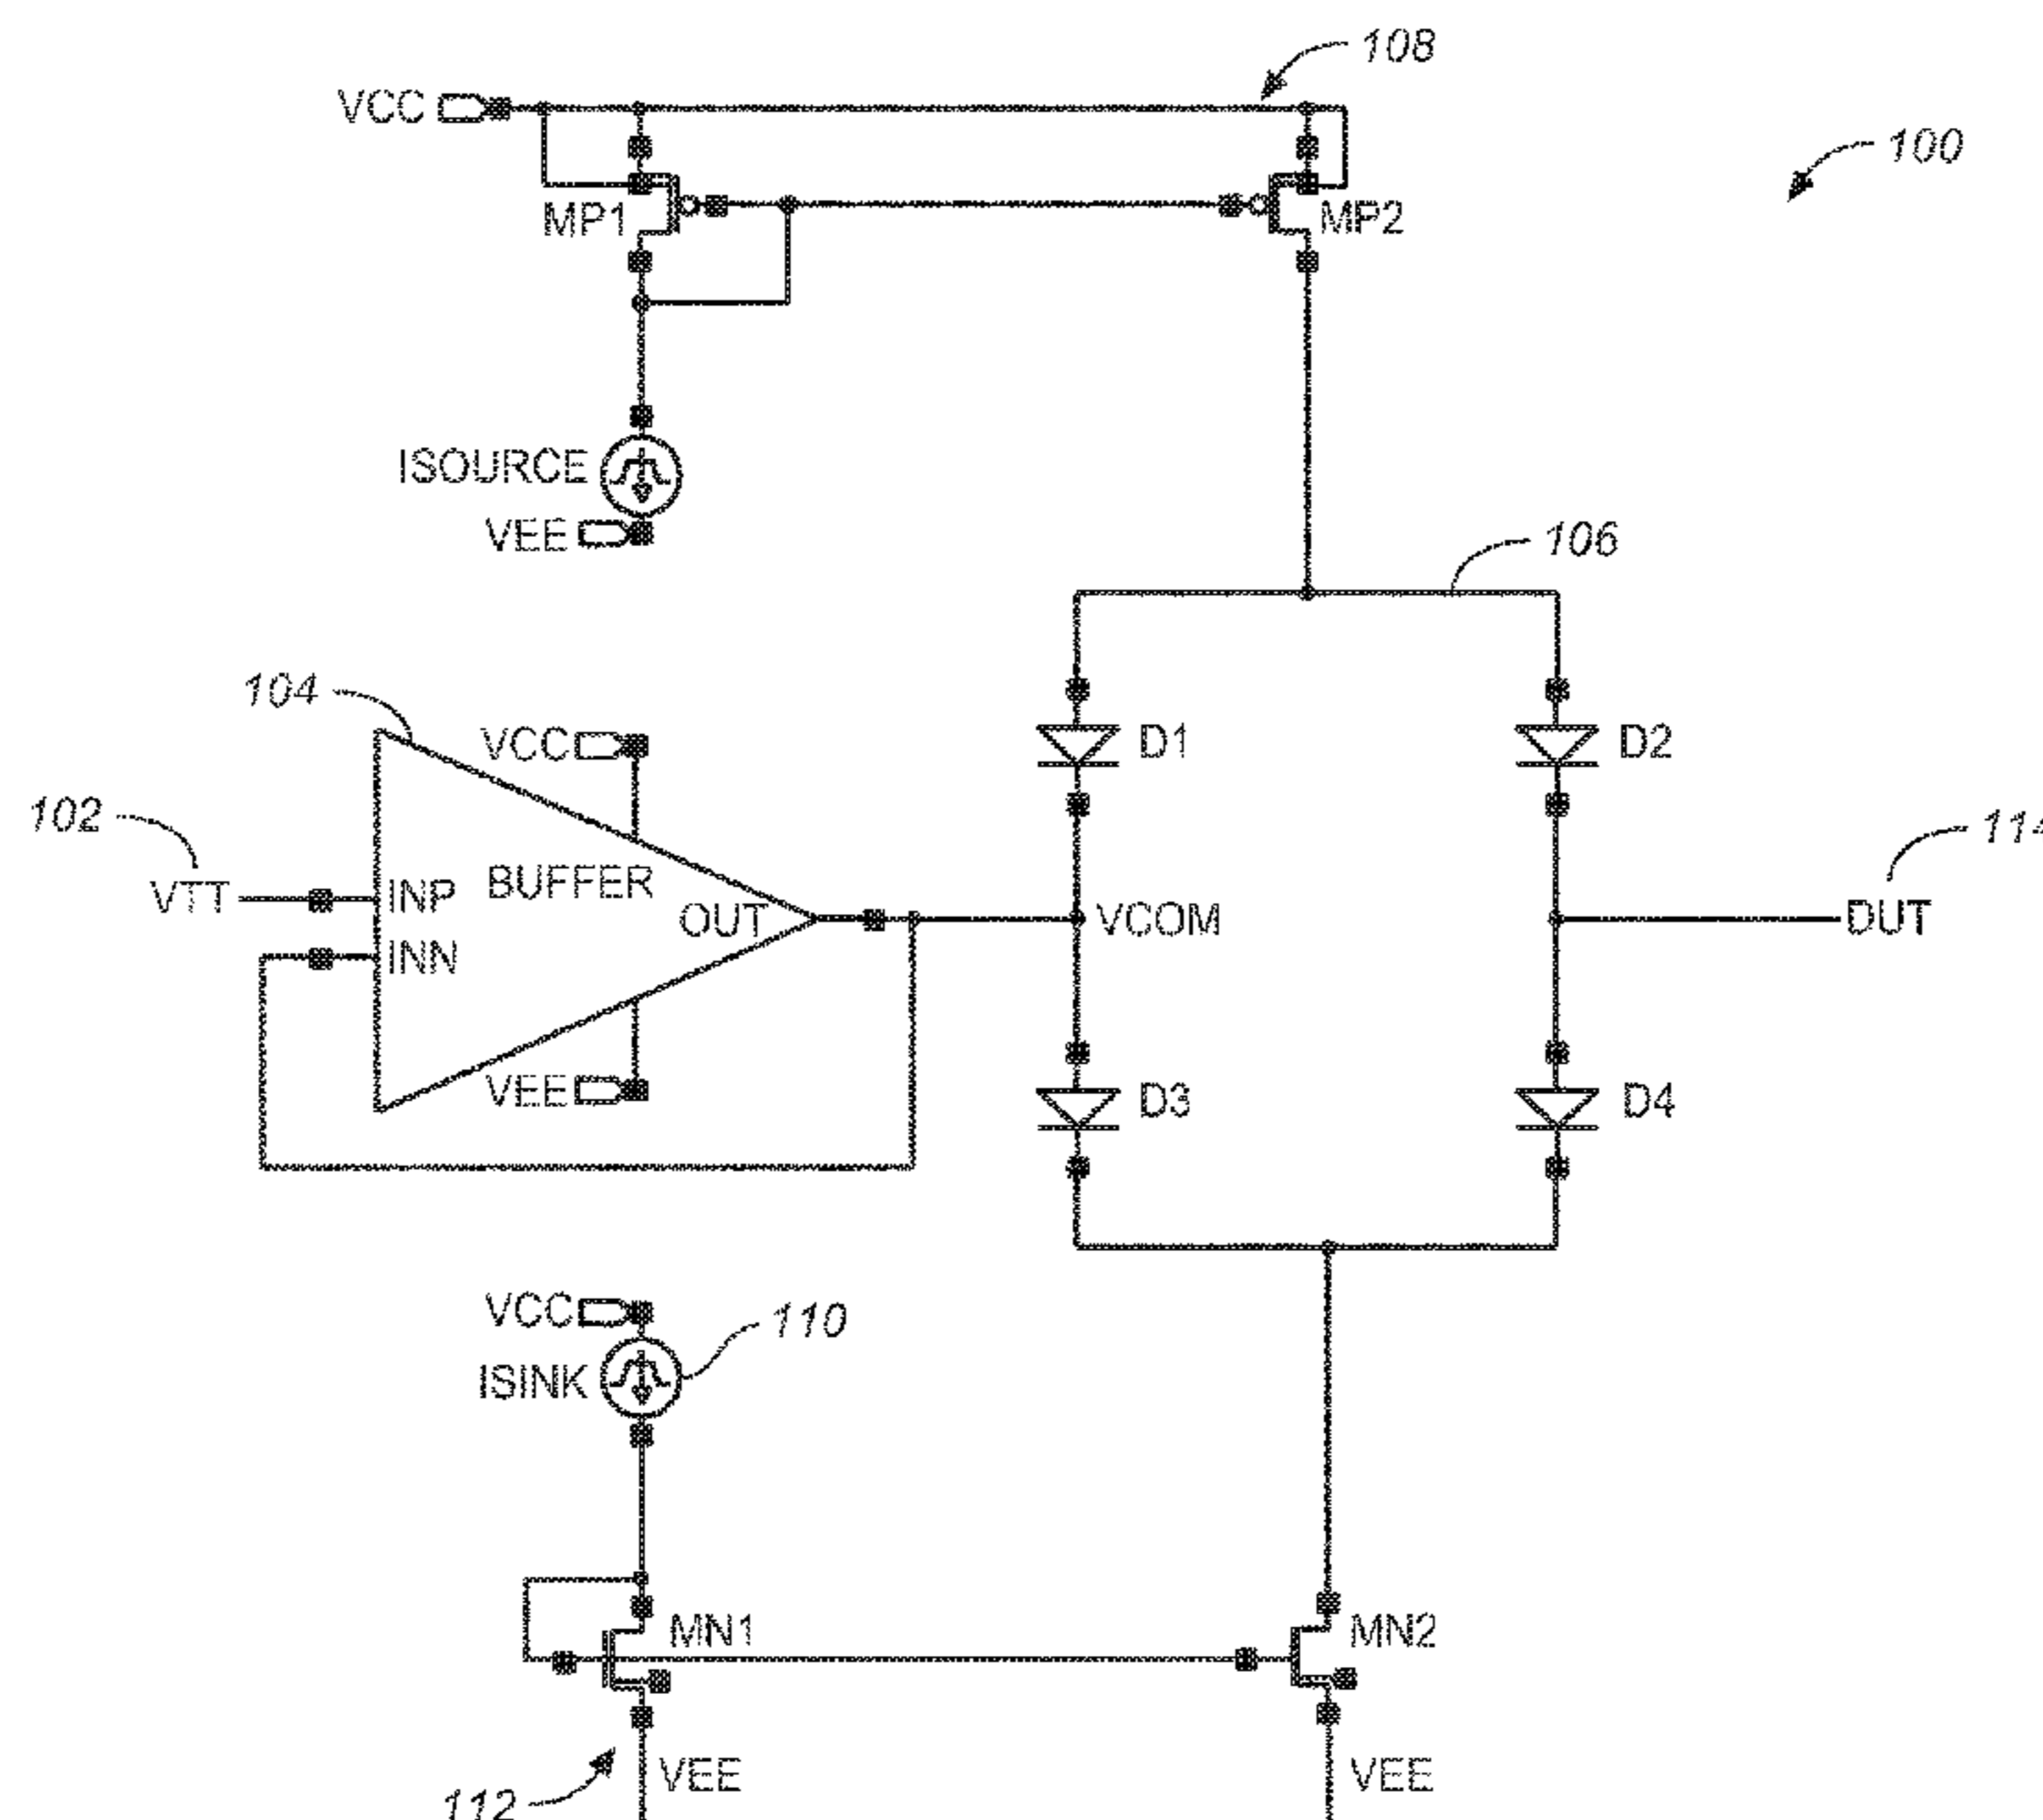 108
VCC
100
MP1
MP2
ISOURCE
VEE
106
104
VCC
D1
D2
102
114
VTT
INP
BUFFER
OUT
VCOM
DUT
INN
VEE
D3
D4
VCC
110
ISINK
MN1
MN2
VEE
VEE
112